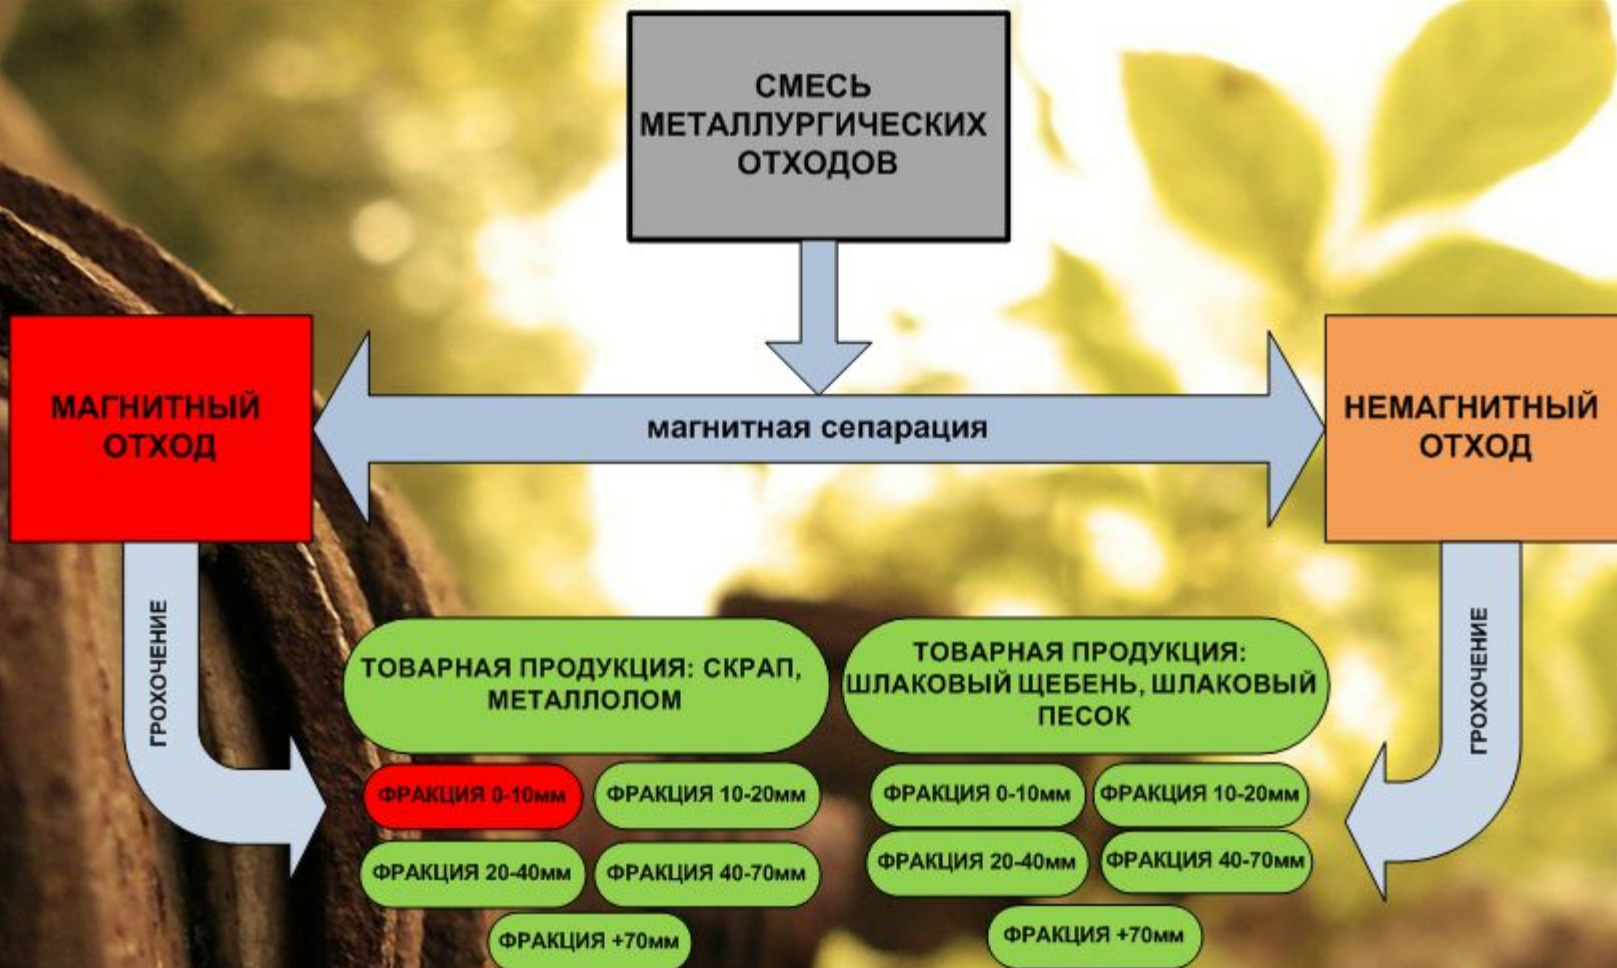 СМЕСЬ
МЕТАЛЛУРГИЧЕСКИХ
ОТХОДОВ
МАГНИТНЫЙ
ОТХОД
магнитная сепарация
НЕМАГНИТНЫЙ
ОТХОД
ГРОХОЧЕНИЕ
ТОВАРНАЯ ПРОДУКЦИЯ: СКРАП,
МЕТАЛЛОЛОМ
ФРАКЦИЯ 0-10мм
ФРАКЦИЯ 10-20мм
ФРАКЦИЯ 20-40мм
ФРАКЦИЯ 40-70мм
ФРАКЦИЯ +70мм
ТОВАРНАЯ ПРОДУКЦИЯ:
ШЛАКОВЫЙ ЩЕБЕНЬ, ШЛАКОВЫЙ
ПЕСОК
ФРАКЦИЯ 0-10мм
ФРАКЦИЯ 10-20мм
ФРАКЦИЯ 20-40мм
ФРАКЦИЯ 40-70мм
ФРАКЦИЯ +70мм
ГРОХОЧЕНИЕ